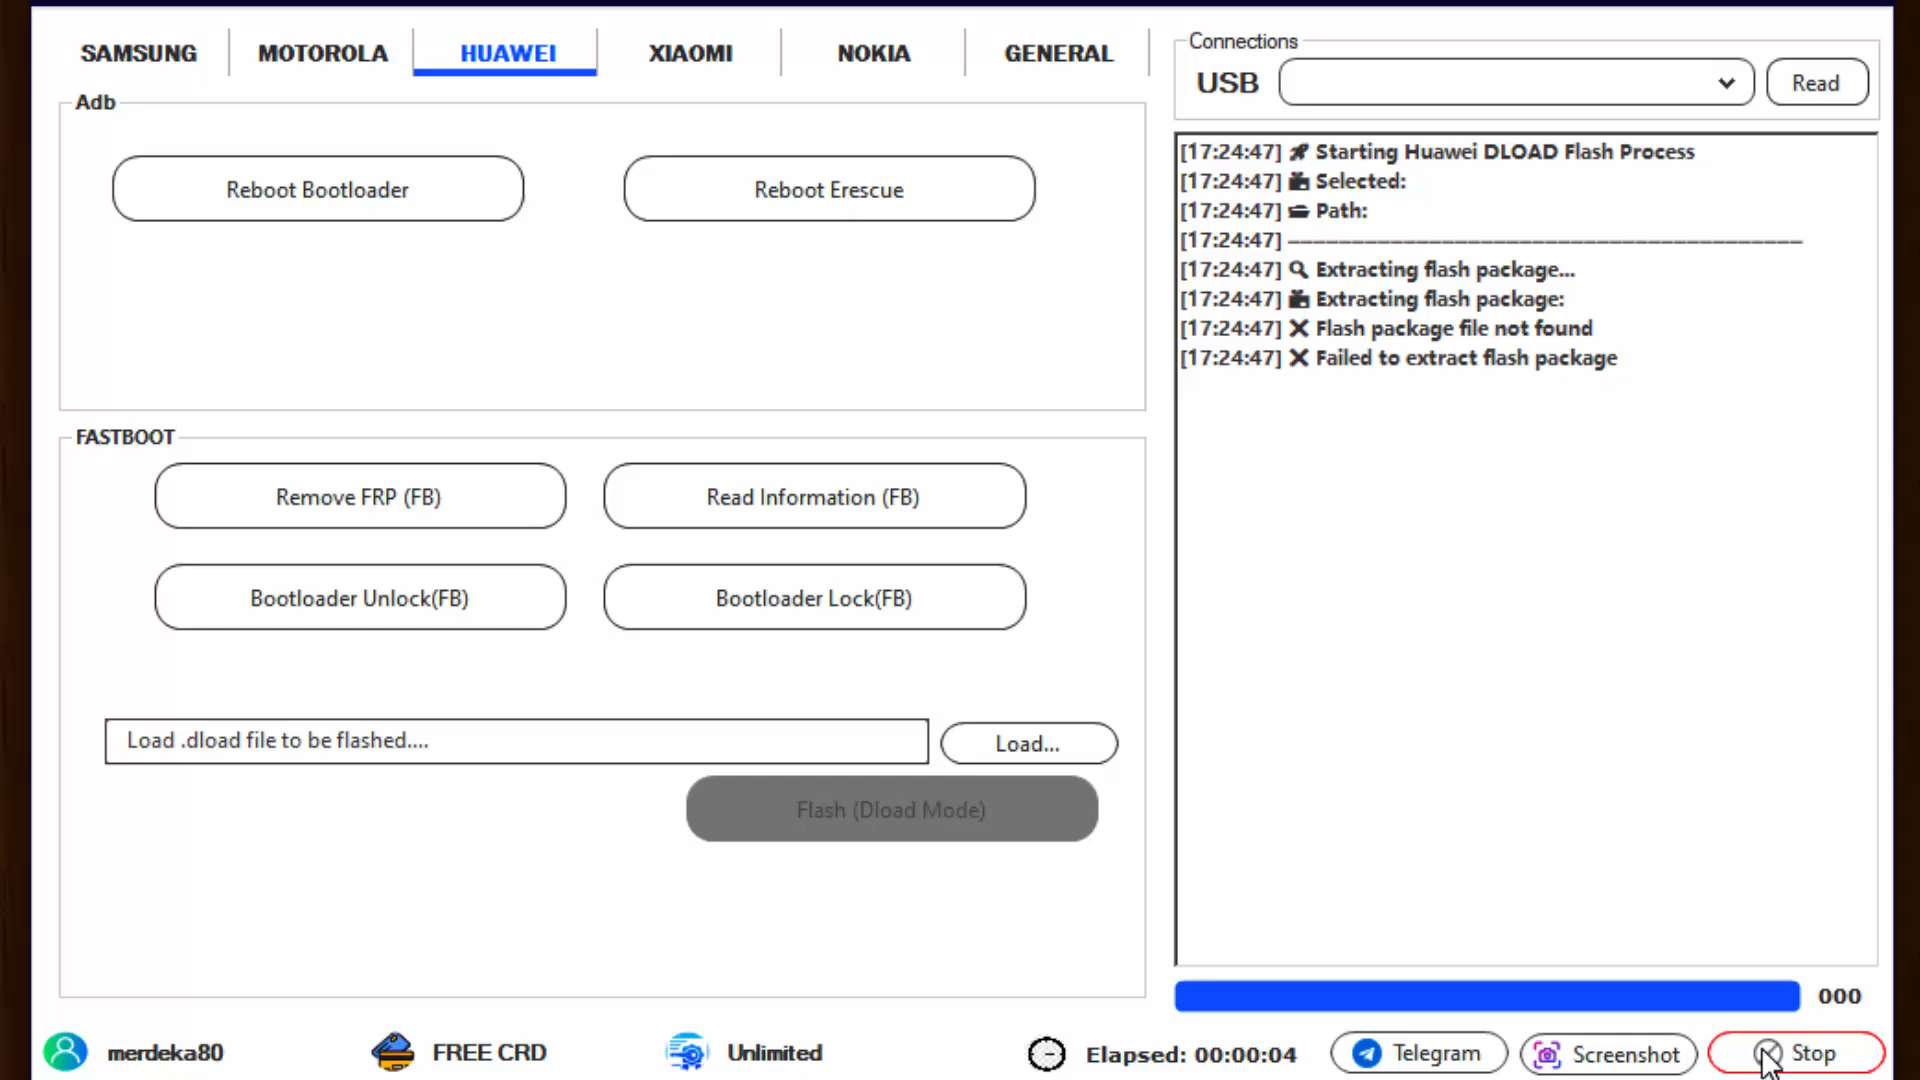 SAMSUNG MOTOROLA HUAWEI XIAOMI NOKIA GENERAL
Adb
Reboot Bootloader Reboot Erescue
FASTBOOT
Remove FRP (FB) Read Information (FB)
Bootloader Unlock(FB) Bootloader Lock(FB)
Load .dload file to be flashed.... Load...
Flash (Dload Mode)
Connections
USB Read
[17:24:47] Starting Huawei DLOAD Flash Process
[17:24:47] Selected:
[17:24:47] Path:
[17:24:47] ----------------------------------------
[17:24:47] Extracting flash package...
[17:24:47] Extracting flash package:
[17:24:47] Flash package file not found
[17:24:47] Failed to extract flash package
000
merdeka80 FREE CRD Unlimited Elapsed: 00:00:04 Telegram Screenshot Stop